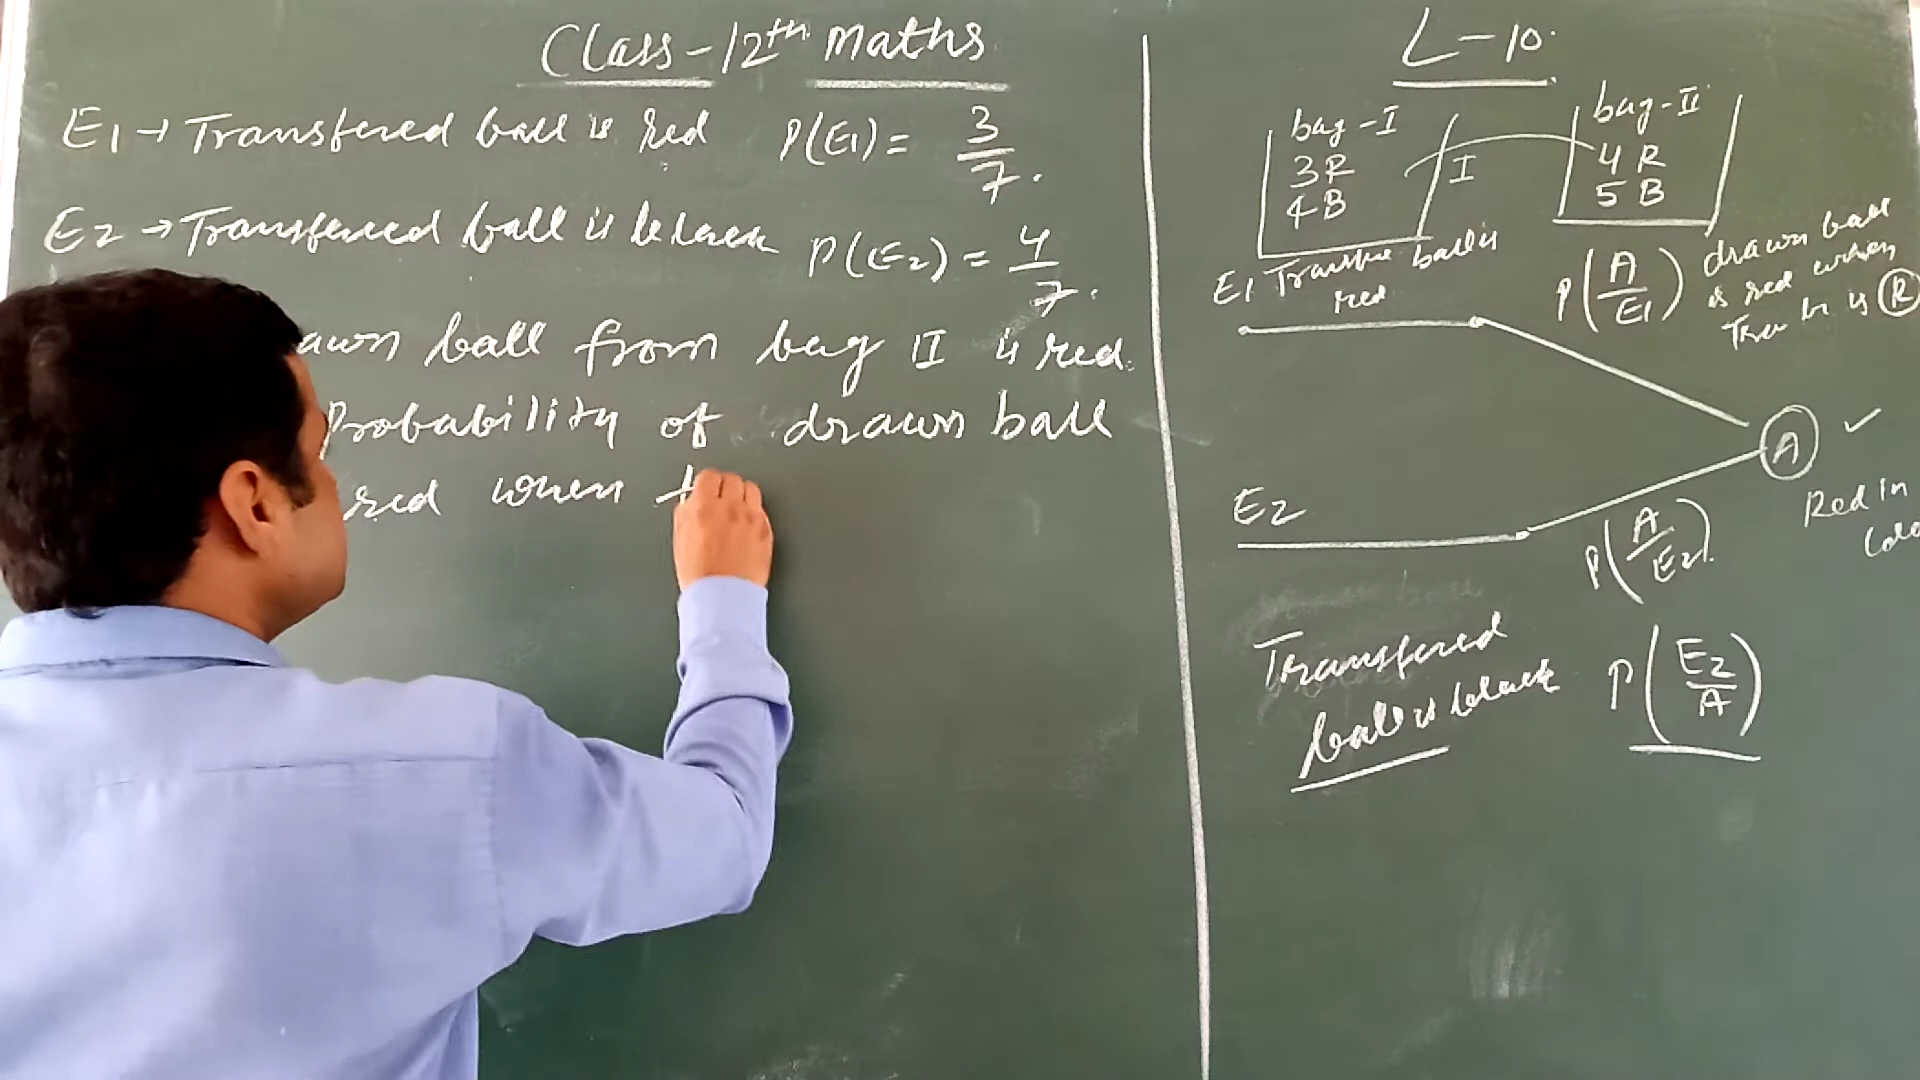 Class-12th Maths
E1 → Transfered ball is red P(E1) = 3/7.
E2 → Transfered ball is black P(E2) = 4/7.
awn ball from bag II is red.
Probability of drawn ball
red when
L-10.
bag-I
3R
4B
I
bag-II
4R
5B
E1 Transfre ball is
red
P(A/E1) drawn ball
is red when
is R
A ✓
Red in
E2
P(A/E2).
Transfered
ball is black P(E2/A)